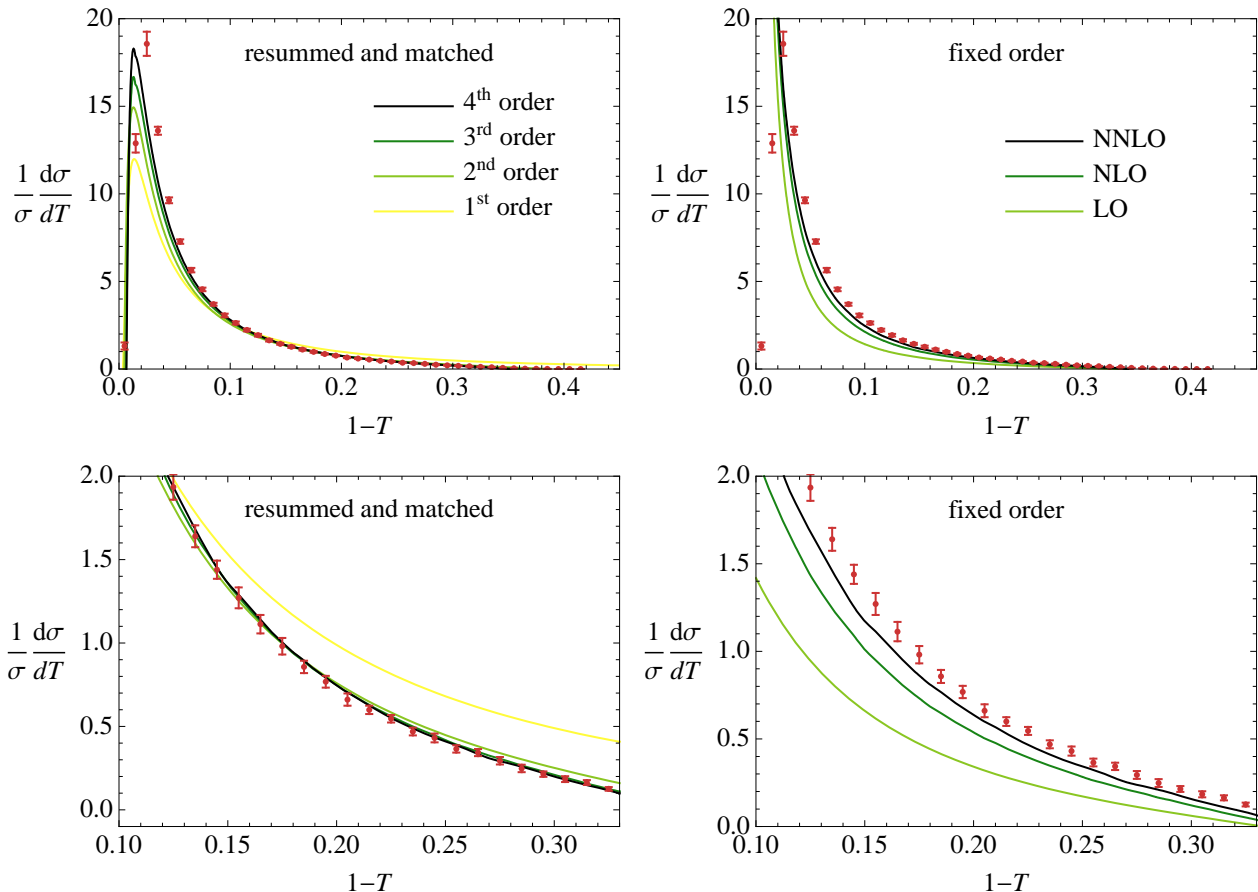 resummed and matched
4th order
3rd order
2nd order
1st order
1/σ dσ/dT
20
15
10
5
0
0.0 0.1 0.2 0.3 0.4
1−T
fixed order
NNLO
NLO
LO
1/σ dσ/dT
20
15
10
5
0
0.0 0.1 0.2 0.3 0.4
1−T
resummed and matched
1/σ dσ/dT
2.0
1.5
1.0
0.5
0.0
0.10 0.15 0.20 0.25 0.30
1−T
fixed order
1/σ dσ/dT
2.0
1.5
1.0
0.5
0.0
0.10 0.15 0.20 0.25 0.30
1−T